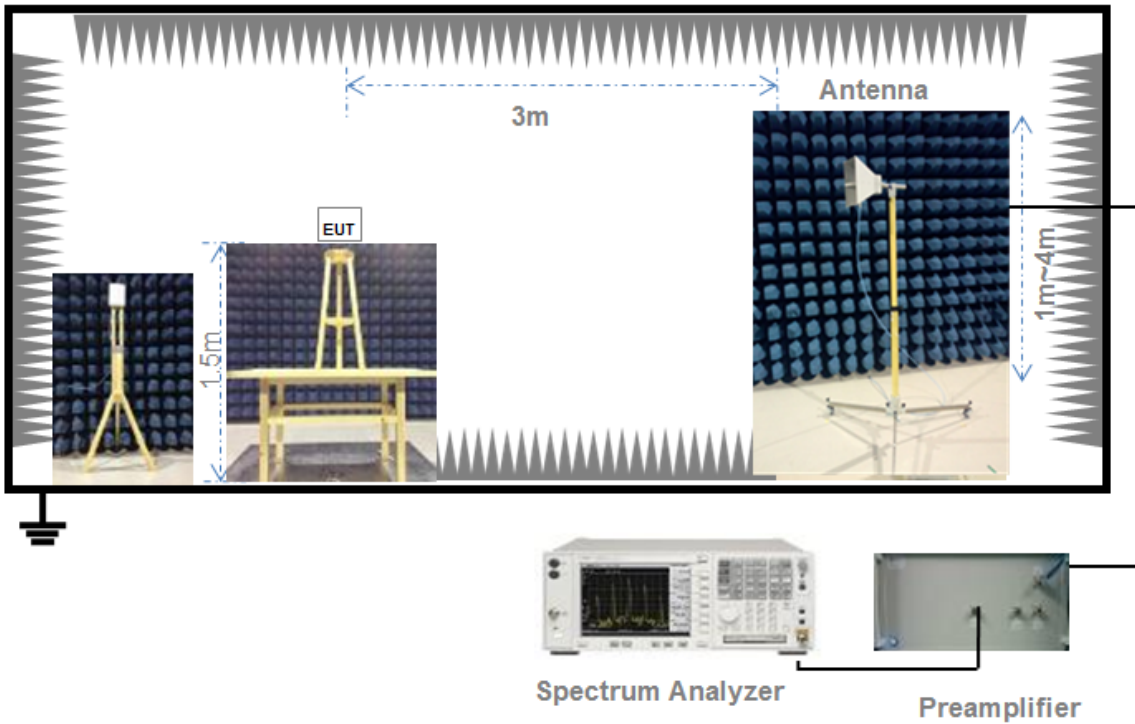 Antenna
3m
EUT
1.5m
1m~4m
Spectrum Analyzer
Preamplifier